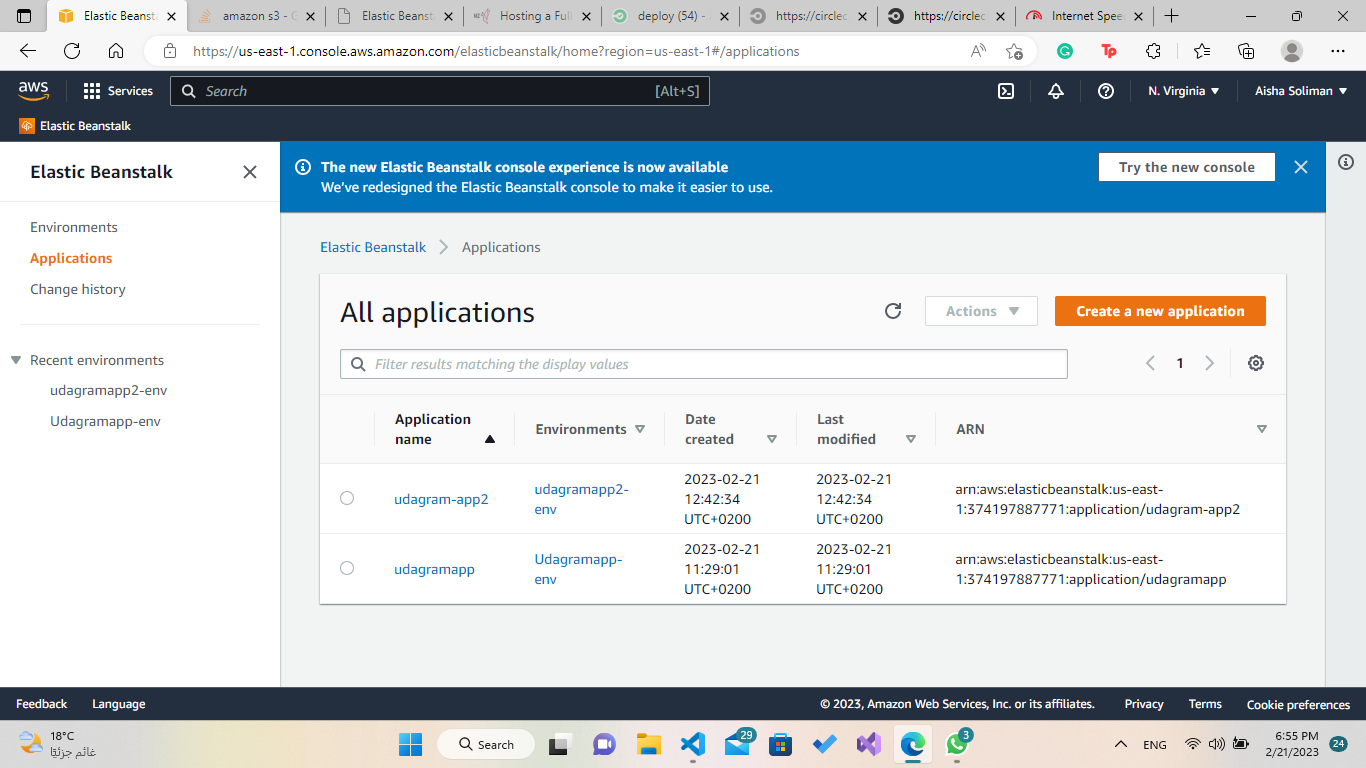 Elastic Beanst
amazon s3 - G
Elastic Beanst
Hosting a Full
deploy (54) -
https://circlec
https://circlec
Internet Spee
https://us-east-1.console.aws.amazon.com/elasticbeanstalk/home?region=us-east-1#/applications
aws
Services
Search
[Alt+S]
N. Virginia
Aisha Soliman
Elastic Beanstalk
Elastic Beanstalk
Environments
Applications
Change history
Recent environments
udagramapp2-env
Udagramapp-env
The new Elastic Beanstalk console experience is now available
We've redesigned the Elastic Beanstalk console to make it easier to use.
Try the new console
Elastic Beanstalk
Applications
All applications
Actions
Create a new application
Filter results matching the display values
1
Application
name
Environments
Date
created
Last
modified
ARN
udagram-app2
udagramapp2-
env
2023-02-21
12:42:34
UTC+0200
2023-02-21
12:42:34
UTC+0200
arn:aws:elasticbeanstalk:us-east-
1:374197887771:application/udagram-app2
udagramapp
Udagramapp-
env
2023-02-21
11:29:01
UTC+0200
2023-02-21
11:29:01
UTC+0200
arn:aws:elasticbeanstalk:us-east-
1:374197887771:application/udagramapp
Feedback
Language
© 2023, Amazon Web Services, Inc. or its affiliates.
Privacy
Terms
Cookie preferences
18°C
غائم جزئيًا
Search
29
3
ENG
6:55 PM
2/21/2023
24